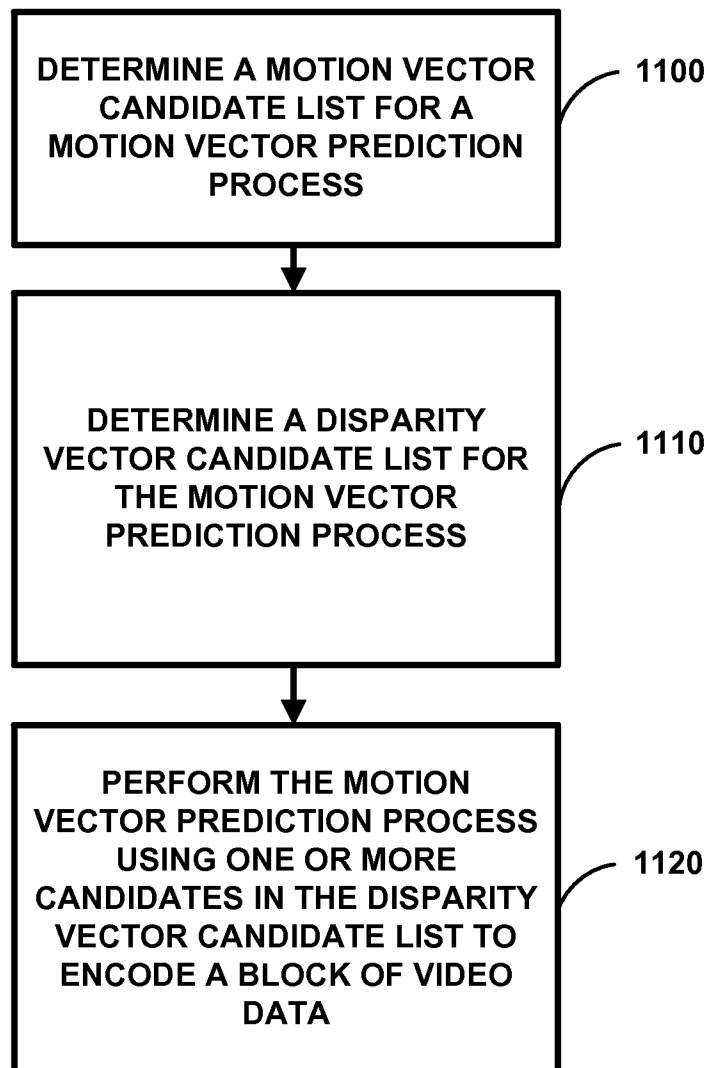 DETERMINE A MOTION VECTOR
CANDIDATE LIST FOR A
MOTION VECTOR PREDICTION
PROCESS
1100
DETERMINE A DISPARITY
VECTOR CANDIDATE LIST FOR
THE MOTION VECTOR
PREDICTION PROCESS
1110
PERFORM THE MOTION
VECTOR PREDICTION PROCESS
USING ONE OR MORE
CANDIDATES IN THE DISPARITY
VECTOR CANDIDATE LIST TO
ENCODE A BLOCK OF VIDEO
DATA
1120